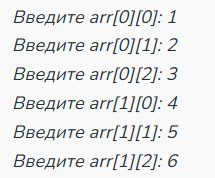 Введите arr[0][0]: 1
Введите arr[0][1]: 2
Введите arr[0][2]: 3
Введите arr[1][0]: 4
Введите arr[1][1]: 5
Введите arr[1][2]: 6